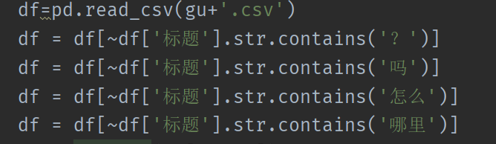 df=pd.read_csv(gu+'.csv')
df = df[~df['标题'].str.contains('？')]
df = df[~df['标题'].str.contains('吗')]
df = df[~df['标题'].str.contains('怎么')]
df = df[~df['标题'].str.contains('哪里')]